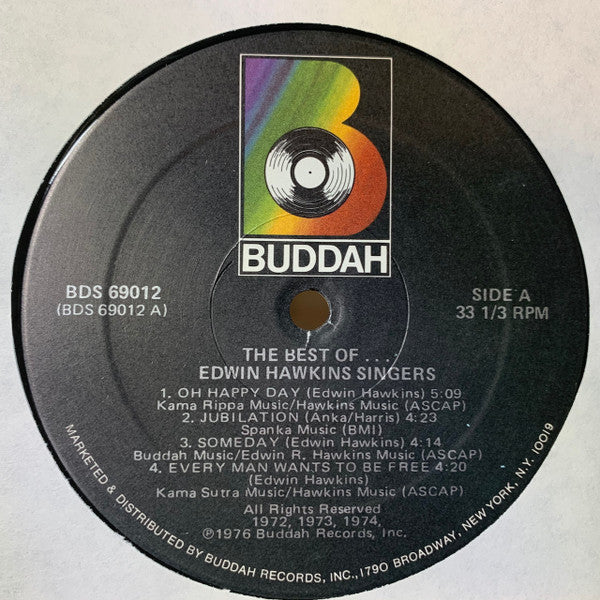 B
BUDDAH
BDS 69012
(BDS 69012 A)
SIDE A
33 1/3 RPM
THE BEST OF ....
EDWIN HAWKINS SINGERS
1. OH HAPPY DAY (Edwin Hawkins) 5:09
Kama Rippa Music/Hawkins Music (ASCAP)
2. JUBILATION (Anka/Harris) 4:23
Spanka Music (BMI)
3. SOMEDAY (Edwin Hawkins) 4:14
Buddah Music/Edwin R. Hawkins Music (ASCAP)
4. EVERY MAN WANTS TO BE FREE 4:20
(Edwin Hawkins)
Kama Sutra Music/Hawkins Music (ASCAP)
All Rights Reserved
1972, 1973, 1974,
℗1976 Buddah Records, Inc.
MARKETED & DISTRIBUTED BY BUDDAH RECORDS, INC., 1790 BROADWAY, NEW YORK, N.Y. 10019